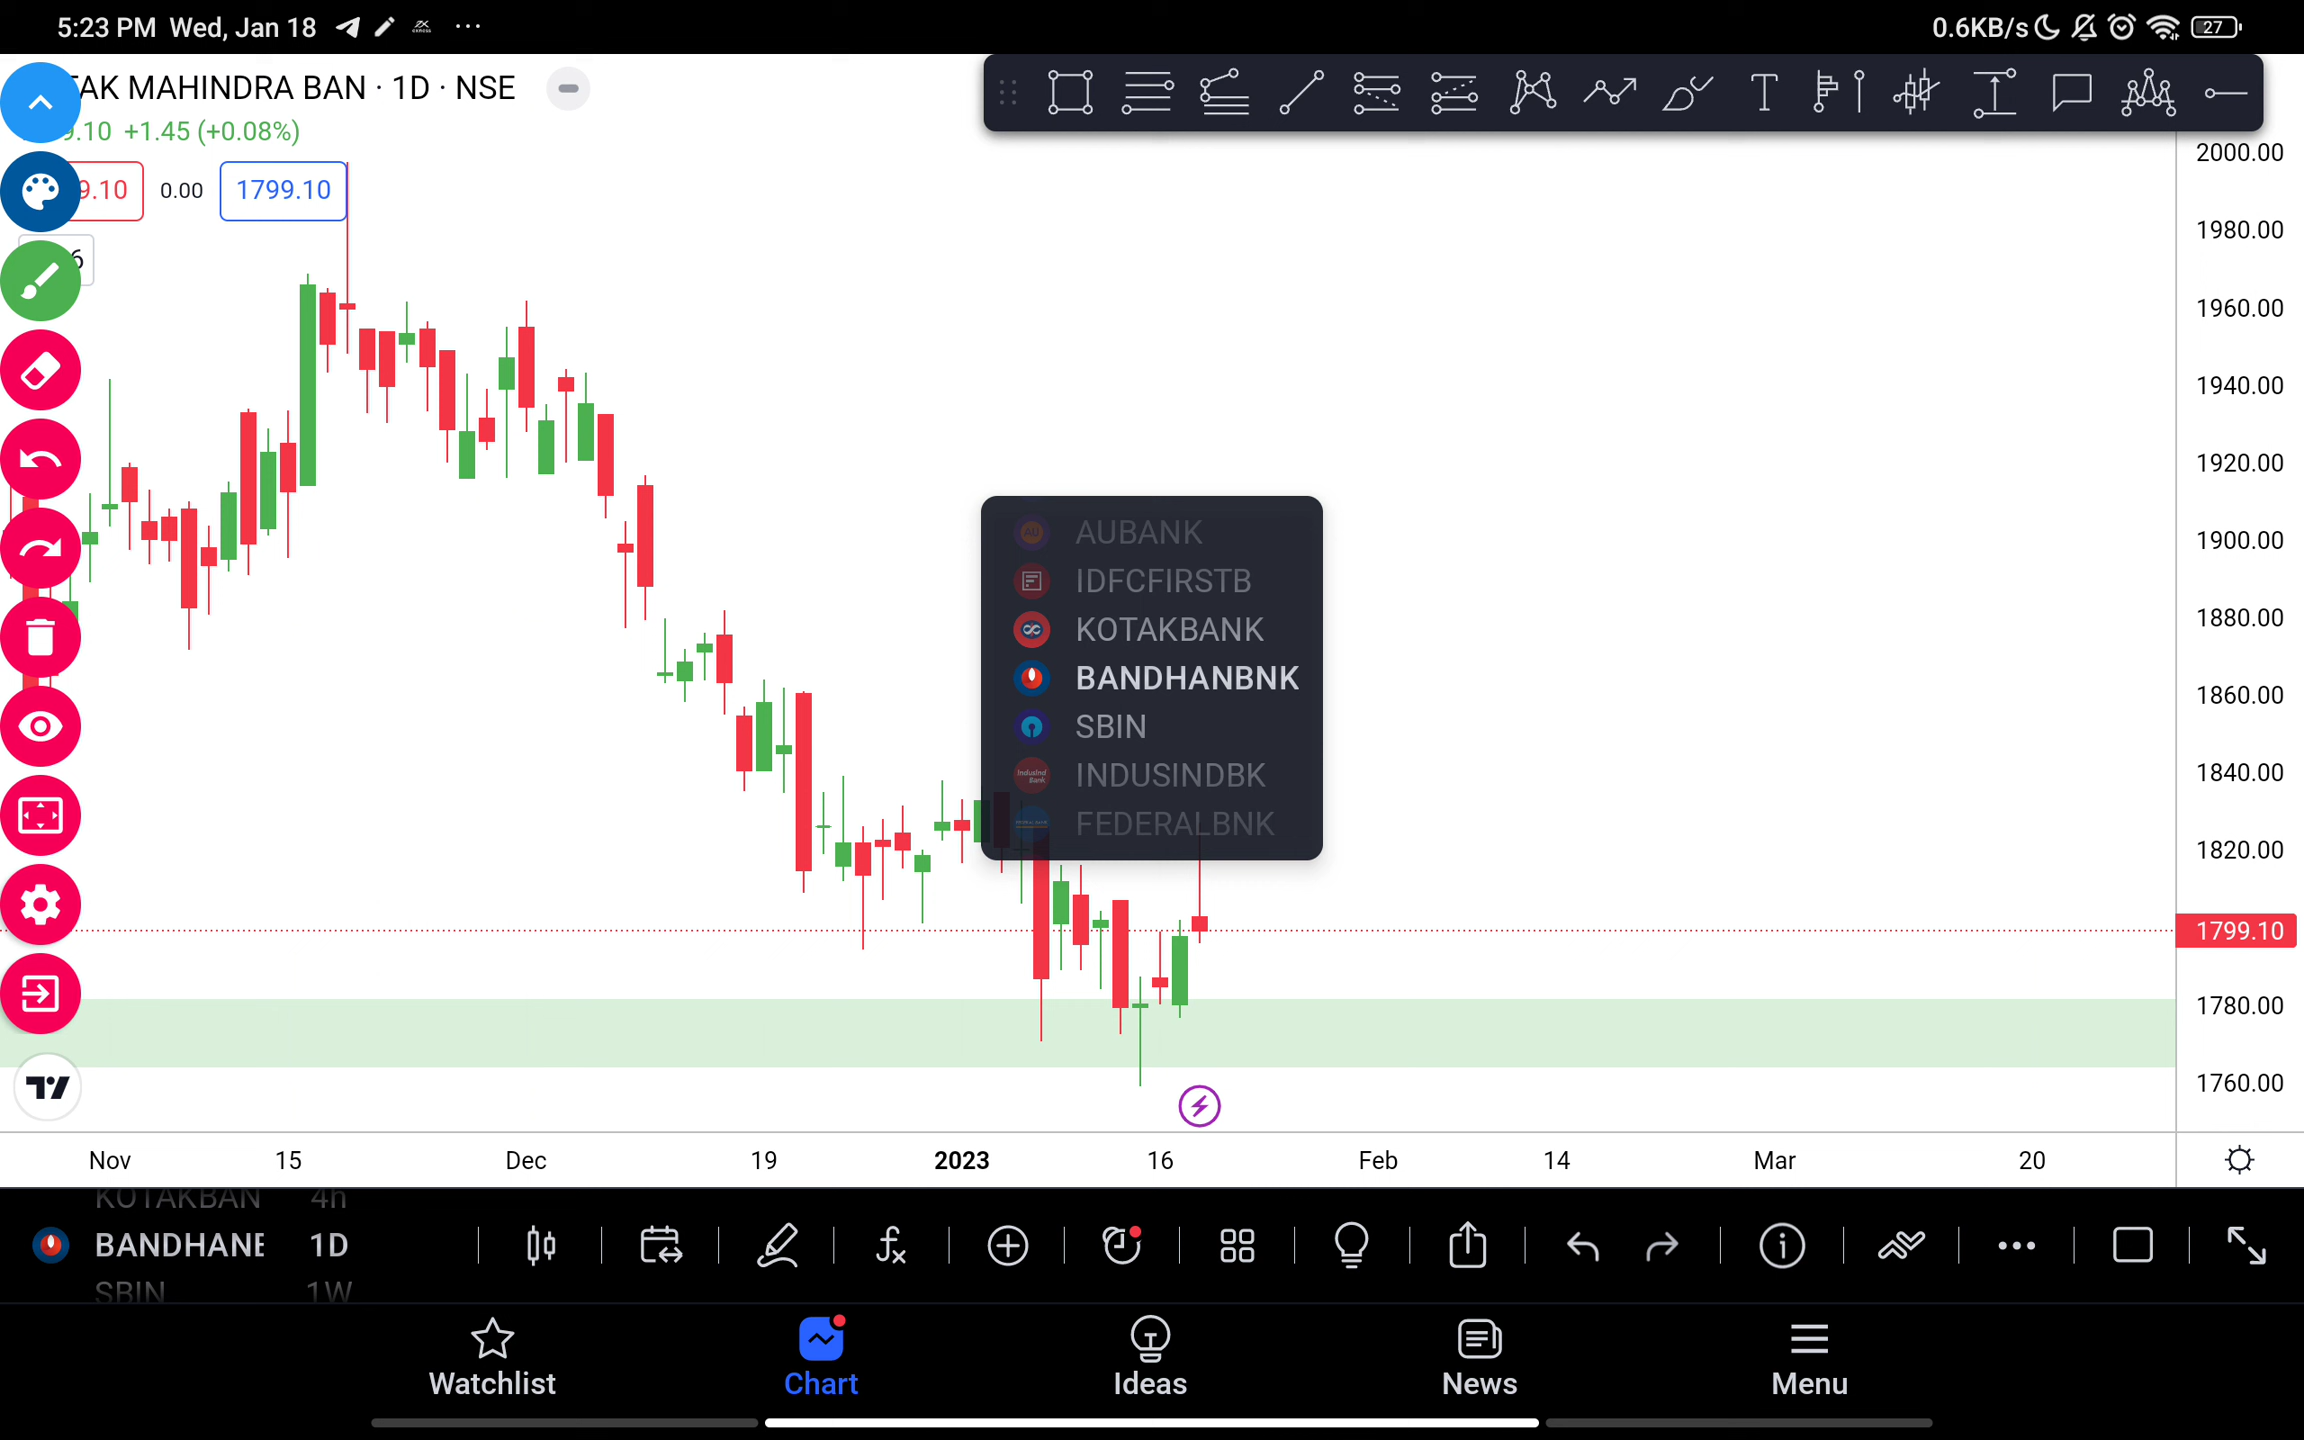 5:23 PM Wed, Jan 18
0.6KB/s
27
TAK MAHINDRA BAN · 1D · NSE
9.10 +1.45 (+0.08%)
9.10 0.00 1799.10
6
2000.00
1980.00
1960.00
1940.00
1920.00
1900.00
1880.00
1860.00
1840.00
1820.00
1799.10
1780.00
1760.00
AUBANK
IDFCFIRSTB
KOTAKBANK
BANDHANBNK
SBIN
INDUSINDBK
FEDERALBNK
Nov 15 Dec 19 2023 16 Feb 14 Mar 20
KOTAKBAN 4h
BANDHANE 1D
SBIN 1W
Watchlist Chart Ideas News Menu